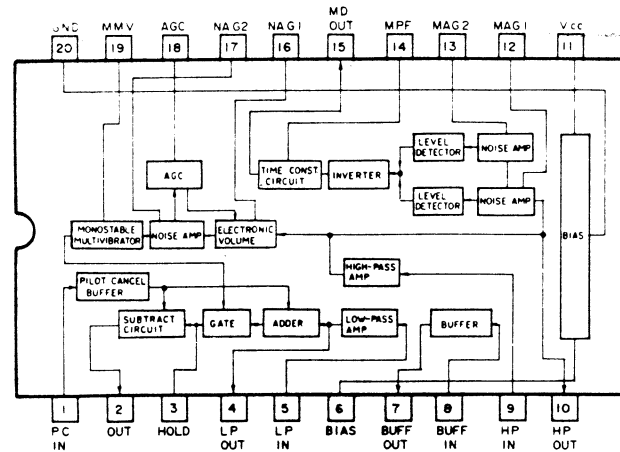 GND MMV AGC NAG2 NAG1 MD OUT MPF MAG2 MAG1 Vcc
20 19 18 17 16 15 14 13 12 11
LEVEL DETECTOR
NOISE AMP
TIME CONST. CIRCUIT
INVERTER
AGC
LEVEL DETECTOR
NOISE AMP
MONOSTABLE MULTIVIBRATOR
NOISE AMP
ELECTRONIC VOLUME
BIAS
HIGH-PASS AMP
PILOT CANCEL BUFFER
SUBTRACT CIRCUIT
GATE
ADDER
LOW-PASS AMP
BUFFER
1 2 3 4 5 6 7 8 9 10
PC IN OUT HOLD LP OUT LP IN BIAS BUFF OUT BUFF IN HP IN HP OUT